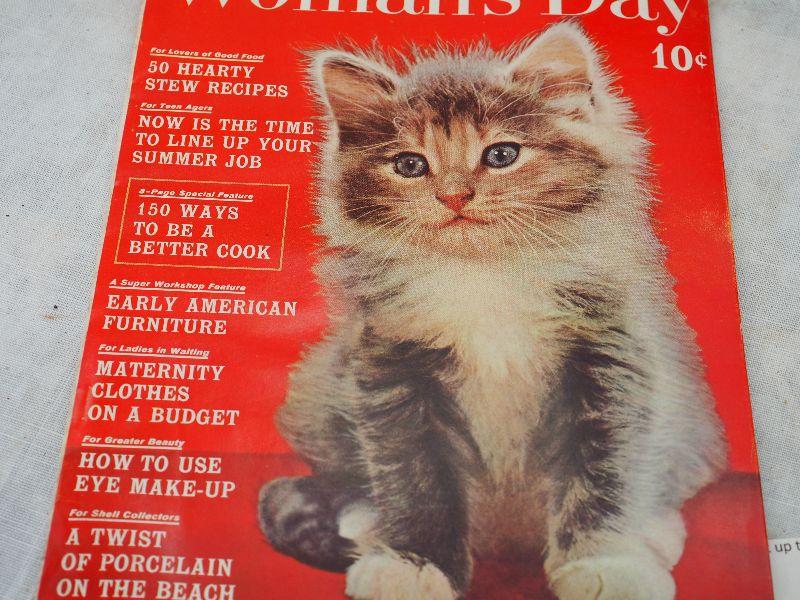 Woman's Day
10¢
For Lovers of Good Food
50 HEARTY
STEW RECIPES
For Teen Agers
NOW IS THE TIME
TO LINE UP YOUR
SUMMER JOB
8-Page Special Feature
150 WAYS
TO BE A
BETTER COOK
A Super Workshop Feature
EARLY AMERICAN
FURNITURE
For Ladies in Waiting
MATERNITY
CLOTHES
ON A BUDGET
For Greater Beauty
HOW TO USE
EYE MAKE-UP
For Shell Collectors
A TWIST
OF PORCELAIN
ON THE BEACH
up t